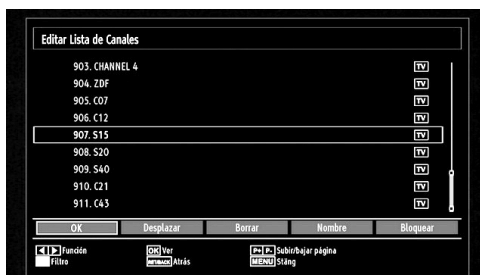 Editar Lista de Canales
903. CHANNEL 4 TV
904. ZDF TV
905. C07 TV
906. C12 TV
907. S15 TV
908. S20 TV
909. S40 TV
910. C21 TV
911. C43 TV
OK Desplazar Borrar Nombre Bloquear
Función OK Ver P+ P- Subir/bajar página
Filtro RET/BACK Atrás MENU Stäng